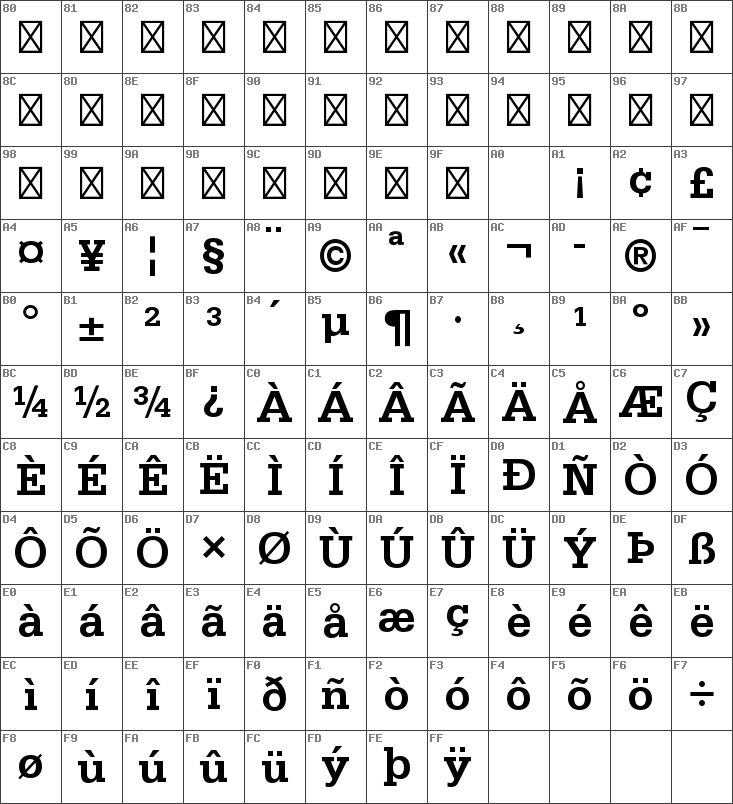 80 81 82 83 84 85 86 87 88 89 8A 8B
8C 8D 8E 8F 90 91 92 93 94 95 96 97
98 99 9A 9B 9C 9D 9E 9F A0 A1 A2 A3
¡ ¢ £
A4 A5 A6 A7 A8 A9 AA AB AC AD AE AF
¤ ¥ ¦ § ¨ © ª « ¬ - ® ¯
B0 B1 B2 B3 B4 B5 B6 B7 B8 B9 BA BB
° ± ² ³ ´ µ ¶ · ¸ ¹ º »
BC BD BE BF C0 C1 C2 C3 C4 C5 C6 C7
¼ ½ ¾ ¿ À Á Â Ã Ä Å Æ Ç
C8 C9 CA CB CC CD CE CF D0 D1 D2 D3
È É Ê Ë Ì Í Î Ï Ð Ñ Ò Ó
D4 D5 D6 D7 D8 D9 DA DB DC DD DE DF
Ô Õ Ö × Ø Ù Ú Û Ü Ý Þ ß
E0 E1 E2 E3 E4 E5 E6 E7 E8 E9 EA EB
à á â ã ä å æ ç è é ê ë
EC ED EE EF F0 F1 F2 F3 F4 F5 F6 F7
ì í î ï ð ñ ò ó ô õ ö ÷
F8 F9 FA FB FC FD FE FF
ø ù ú û ü ý þ ÿ